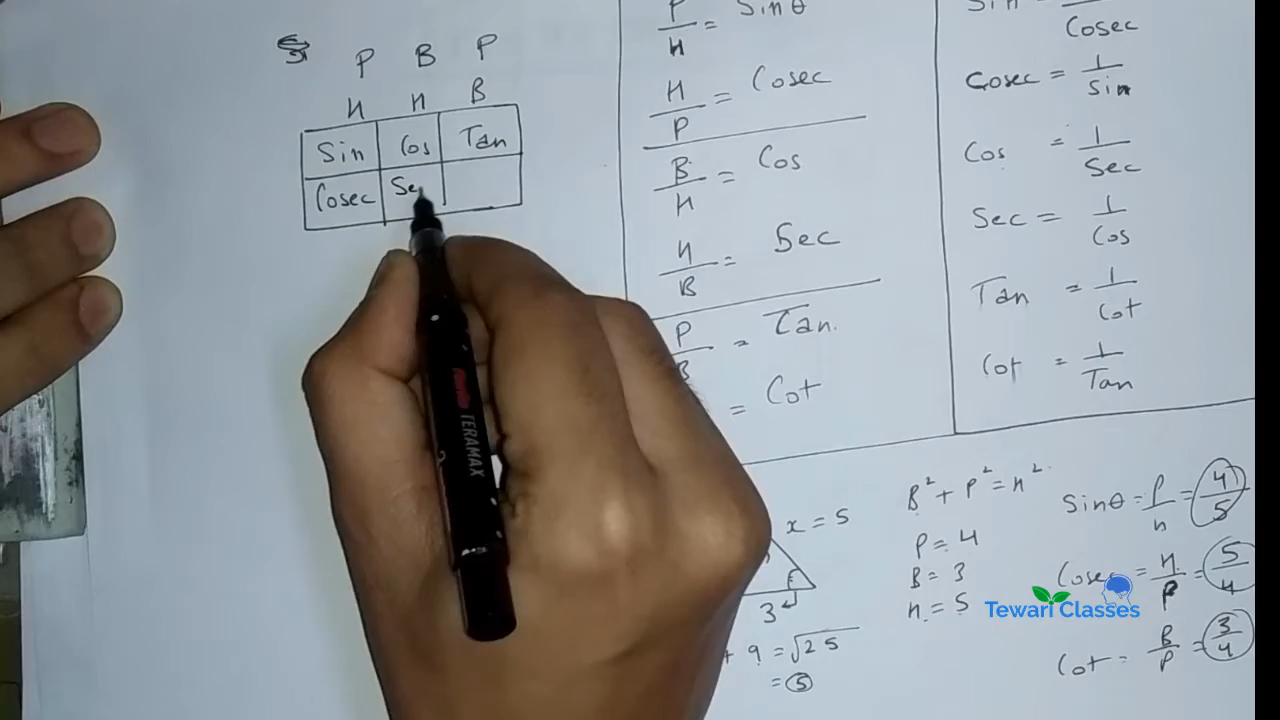 P B P
H H B
Sin Cos Tan
Cosec Sec
P/H = Sinθ
H/P = Cosec
B/H = Cos
H/B = Sec
P/B = Tan.
= Cot
Sin = /Cosec
Cosec = 1/Sin
Cos = 1/Sec
Sec = 1/Cos
Tan = 1/Cot
Cot = 1/Tan
x = 5
3
+ 9 = √25
= 5
B² + P² = H².
P = 4
B = 3
H = 5
Sinθ = P/H = 4/5
Cosec = H/P = 5/4
Cot = B/P = 3/4
Tewari Classes
TERAMAX